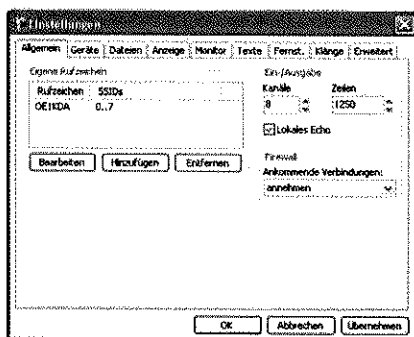 Einstellungen
Allgemein Geräte Dateien Anzeige Monitor Texte Fernst. Klänge Erweitert
Eigene Rufzeichen
Rufzeichen SSIDs
OE1KDA 0..7
Bearbeiten Hinzufügen Entfernen
Ein-/Ausgabe
Kanäle Zeilen
8 1250
Lokales Echo
Firewall
Ankommende Verbindungen:
annehmen
OK Abbrechen Übernehmen